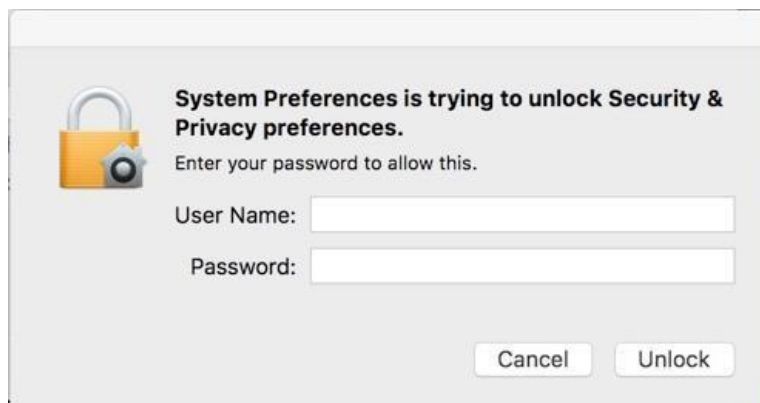 System Preferences is trying to unlock Security &
Privacy preferences.
Enter your password to allow this.
User Name:
Password:
Cancel
Unlock